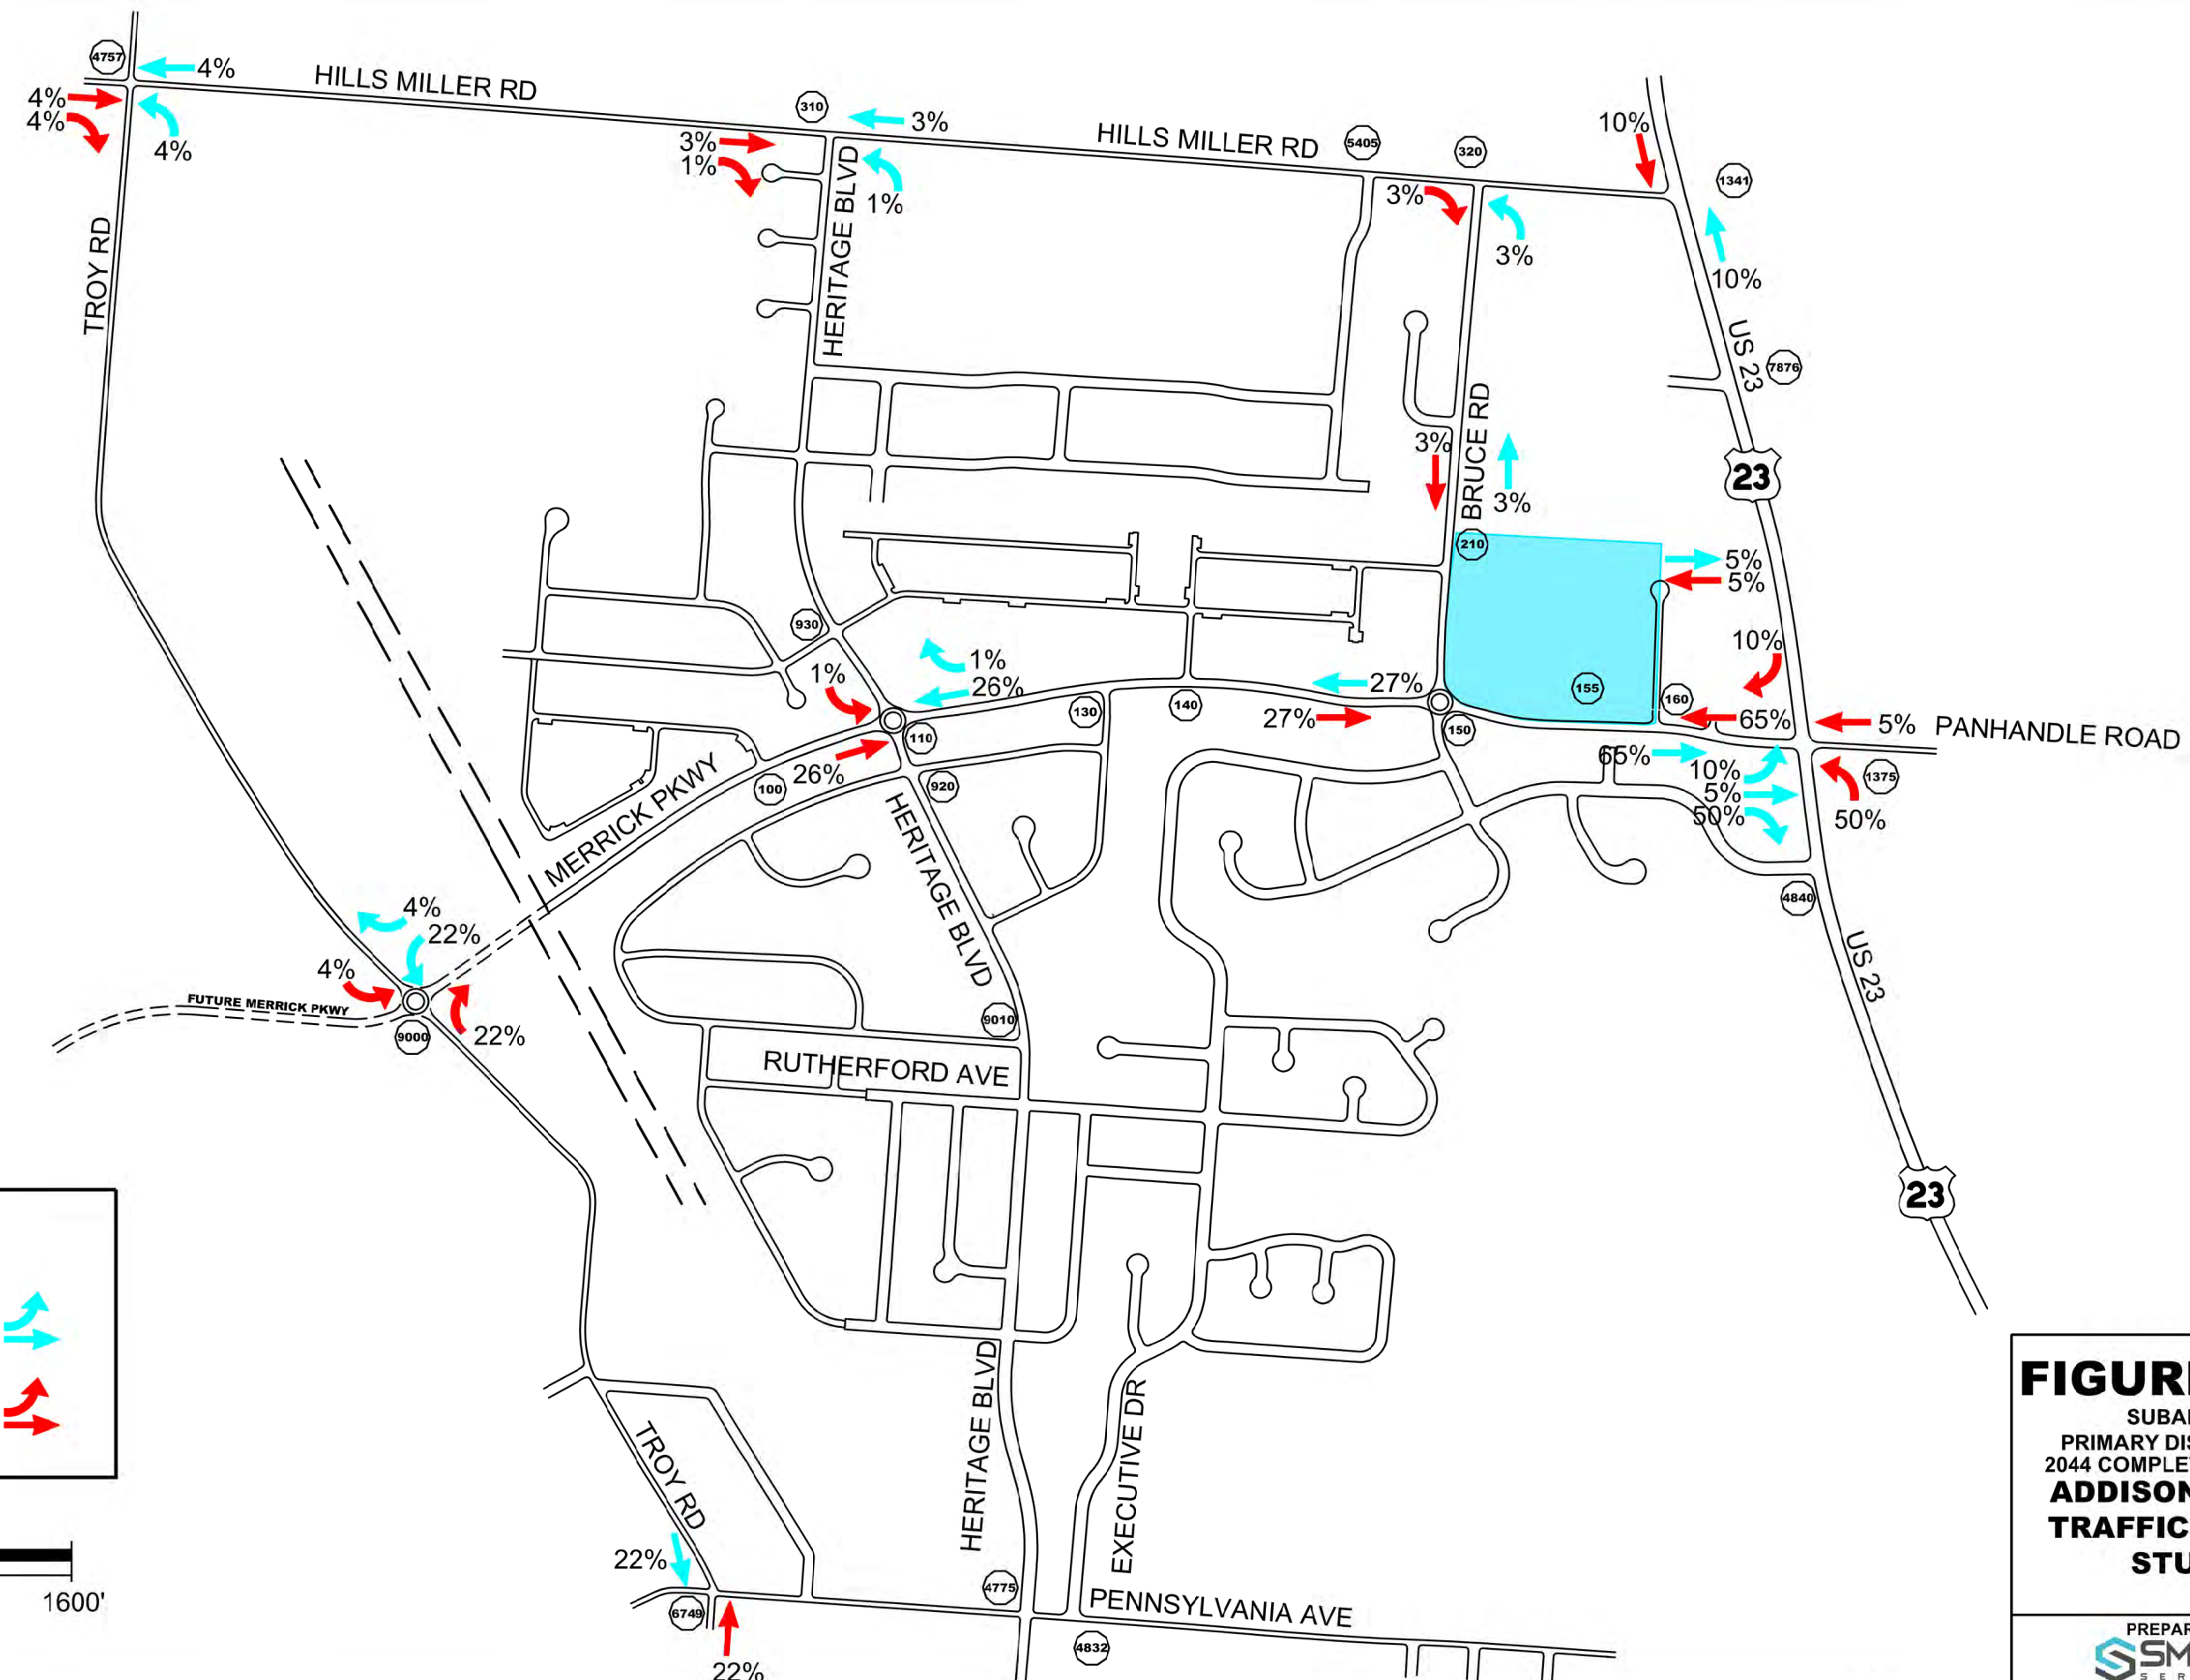 4757
4%
HILLS MILLER RD
4%
4%
4%
310
3%
3%
1%
1%
HERITAGE BLVD
HILLS MILLER RD
5405
320
10%
1341
3%
3%
10%
TROY RD
US 23
7876
23
BRUCE RD
3%
3%
210
5%
5%
930
1%
1%
26%
27%
27%
130
140
150
155
160
10%
65%
5%
PANHANDLE ROAD
65%
10%
5%
50%
1375
50%
110
26%
100
920
MERRICK PKWY
HERITAGE BLVD
4840
US 23
4%
22%
4%
FUTURE MERRICK PKWY
9000
22%
9010
RUTHERFORD AVE
23
HERITAGE BLVD
EXECUTIVE DR
TROY RD
22%
6749
22%
4775
PENNSYLVANIA AVE
4832
1600'
FIGUR
SUBA
PRIMARY DIS
2044 COMPLE
ADDISON
TRAFFIC
STU
PREPAR
SM
SER